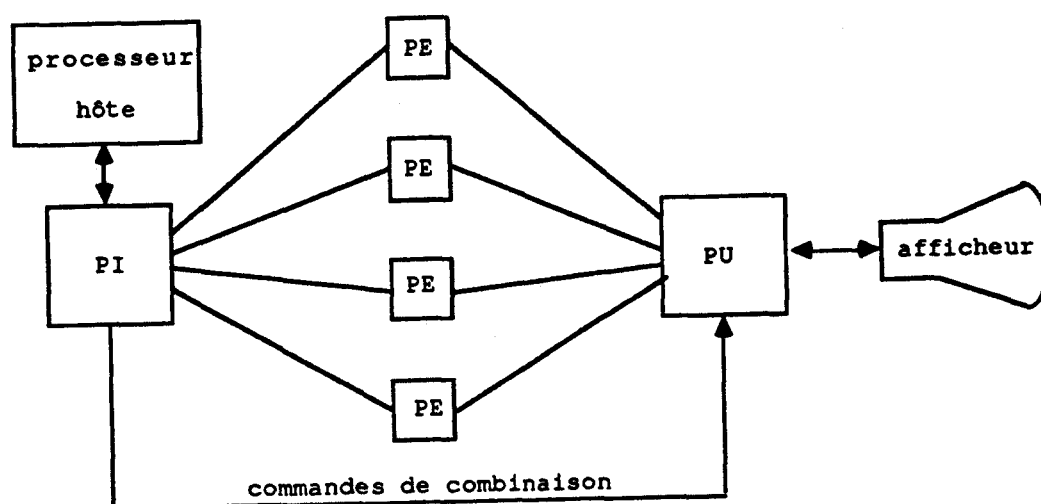 processeur
hôte
PE
PE
PI
PU
afficheur
PE
PE
commandes de combinaison